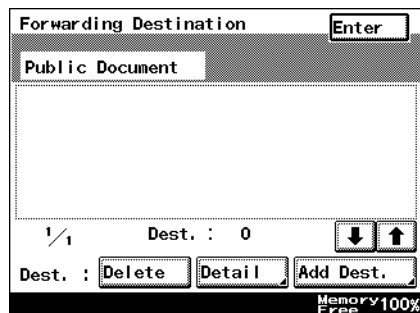 Forwarding Destination Enter
Public Document
1/1 Dest. : 0
Dest. : Delete Detail Add Dest.
Memory Free 100%